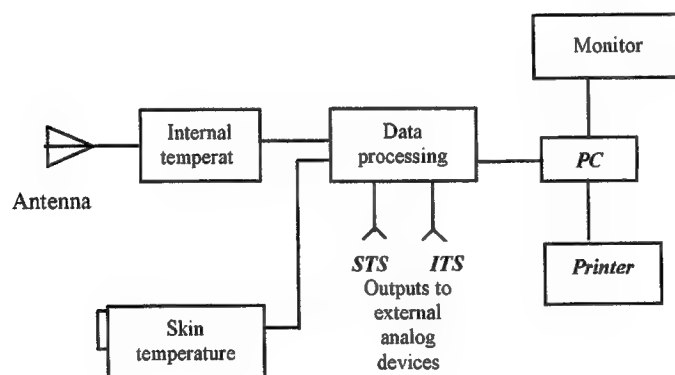 Monitor
Internal
temperat
Data
processing
PC
Antenna
STS ITS
Outputs to
external
analog
devices
Printer
Skin
temperature